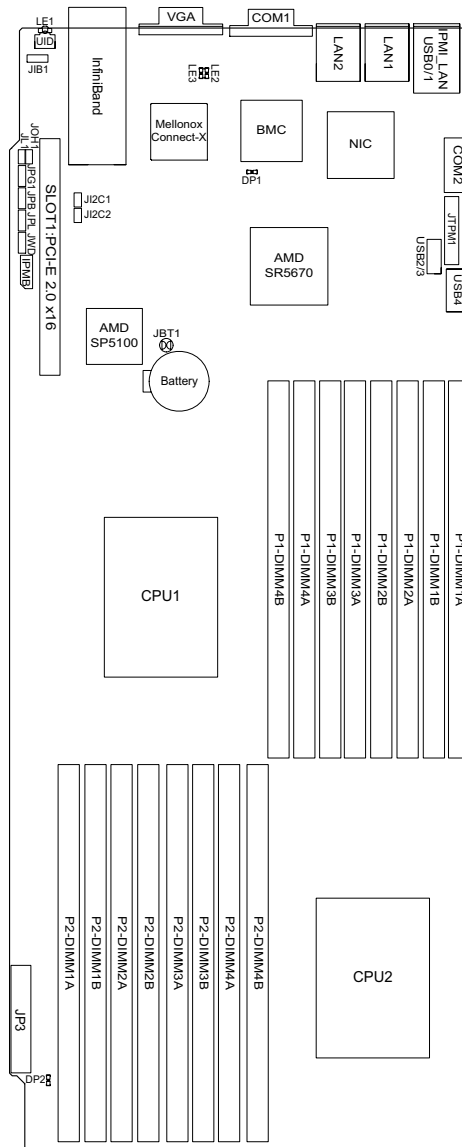 LE1
UID
JIB1
InfiniBand
VGA
COM1
LE3
LE2
LAN2
LAN1
IPMI_LAN
USB0/1
Mellonox
Connect-X
BMC
NIC
DP1
COM2
JTPM1
USB2/3
USB4
JL1
JOH1
JPG1
JPB
JPL
JWD
IPMB
SLOT1:PCI-E 2.0 x16
JI2C1
JI2C2
AMD
SR5670
AMD
SP5100
JBT1
Battery
CPU1
P1-DIMM4B
P1-DIMM4A
P1-DIMM3B
P1-DIMM3A
P1-DIMM2B
P1-DIMM2A
P1-DIMM1B
P1-DIMM1A
P2-DIMM1A
P2-DIMM1B
P2-DIMM2A
P2-DIMM2B
P2-DIMM3A
P2-DIMM3B
P2-DIMM4A
P2-DIMM4B
CPU2
JP3
DP2